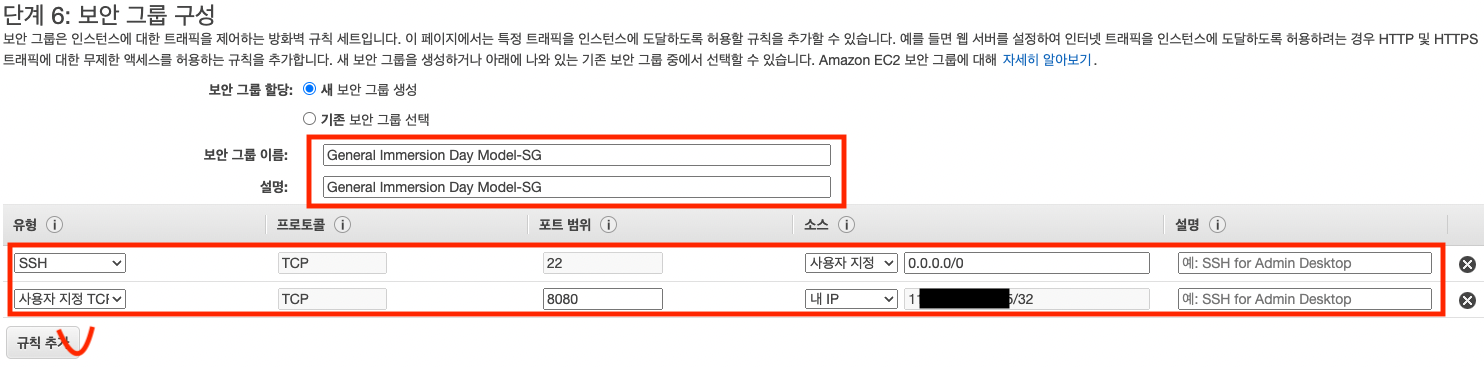 단계 6: 보안 그룹 구성
보안 그룹은 인스턴스에 대한 트래픽을 제어하는 방화벽 규칙 세트입니다. 이 페이지에서는 특정 트래픽을 인스턴스에 도달하도록 허용할 규칙을 추가할 수 있습니다. 예를 들면 웹 서버를 설정하여 인터넷 트래픽을 인스턴스에 도달하도록 허용하려는 경우 HTTP 및 HTTPS
트래픽에 대한 무제한 액세스를 허용하는 규칙을 추가합니다. 새 보안 그룹을 생성하거나 아래에 나와 있는 기존 보안 그룹 중에서 선택할 수 있습니다. Amazon EC2 보안 그룹에 대해 자세히 알아보기.
보안 그룹 할당: 새 보안 그룹 생성
기존 보안 그룹 선택
보안 그룹 이름: General Immersion Day Model-SG
설명: General Immersion Day Model-SG
유형 i 프로토콜 i 포트 범위 i 소스 i 설명 i
SSH TCP 22 사용자 지정 0.0.0.0/0 예: SSH for Admin Desktop
사용자 지정 TCP TCP 8080 내 IP /32 예: SSH for Admin Desktop
규칙 추가